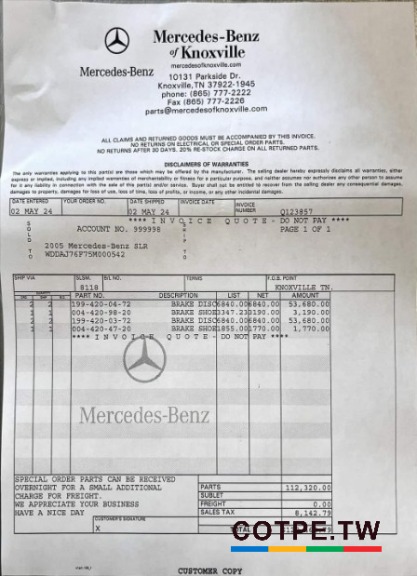 Mercedes-Benz
of Knoxville
mercedesofknoxville.com
Mercedes-Benz
10131 Parkside Dr.
Knoxville, TN 37922-1945
phone: (865) 777-2222
Fax (865) 777-2226
parts@mercedesofknoxville.com
ALL CLAIMS AND RETURNED GOODS MUST BE ACCOMPANIED BY THIS INVOICE.
NO RETURNS ON ELECTRICAL OR SPECIAL ORDER PARTS.
NO RETURNS AFTER 30 DAYS. 20% RE-STOCK CHARGE ON ALL RETURNED PARTS.
DISCLAIMERS OF WARRANTIES
The only warranties applying to this part(s) are those which may be offered by the manufacturer. The selling dealer hereby expressly disclaims all warranties, either
express or implied, including any implied warranties of merchantability or fitness for a particular purpose, and neither assumes nor authorizes any other person to assume
for it any liability in connection with the sale of this part(s) and/or service. Buyer shall not be entitled to recover from the selling dealer any consequential damages,
damages to property, damages for loss of use, loss of time, loss of profits, or income, or any other incidental damages.
DATE ENTERED YOUR ORDER NO. DATE SHIPPED INVOICE DATE INVOICE NUMBER
02 MAY 24 02 MAY 24 Q123857
**** I N V O I C E Q U O T E - DO NOT PAY ****
SOLD TO ACCOUNT NO. 999998 SHIP TO PAGE 1 OF 1
2005 Mercedes-Benz SLR
WDDAJ76F75M000542
SHIP VIA SLSM. B/L NO. TERMS F.O.B. POINT
8118 KNOXVILLE TN.
QUANTITY PART NO. DESCRIPTION LIST NET AMOUNT
2 2 199-420-04-72 BRAKE DISC 6840.00 6840.00 53,680.00
1 1 004-420-98-20 BRAKE SHOE 3347.23 3190.00 3,190.00
2 2 199-420-03-72 BRAKE DISC 6840.00 6840.00 53,680.00
1 1 004-420-47-20 BRAKE SHOE 1855.00 1770.00 1,770.00
**** I N V O I C E Q U O T E - DO NOT PAY ****
Mercedes-Benz
SPECIAL ORDER PARTS CAN BE RECEIVED
OVERNIGHT FOR A SMALL ADDITIONAL
CHARGE FOR FREIGHT.
WE APPRECIATE YOUR BUSINESS
HAVE A NICE DAY
PARTS 112,320.00
SUBLET
FREIGHT 0.00
SALES TAX 8,142.79
CUSTOMER'S SIGNATURE
X
TOTAL
COTPE.TW
CUSTOMER COPY